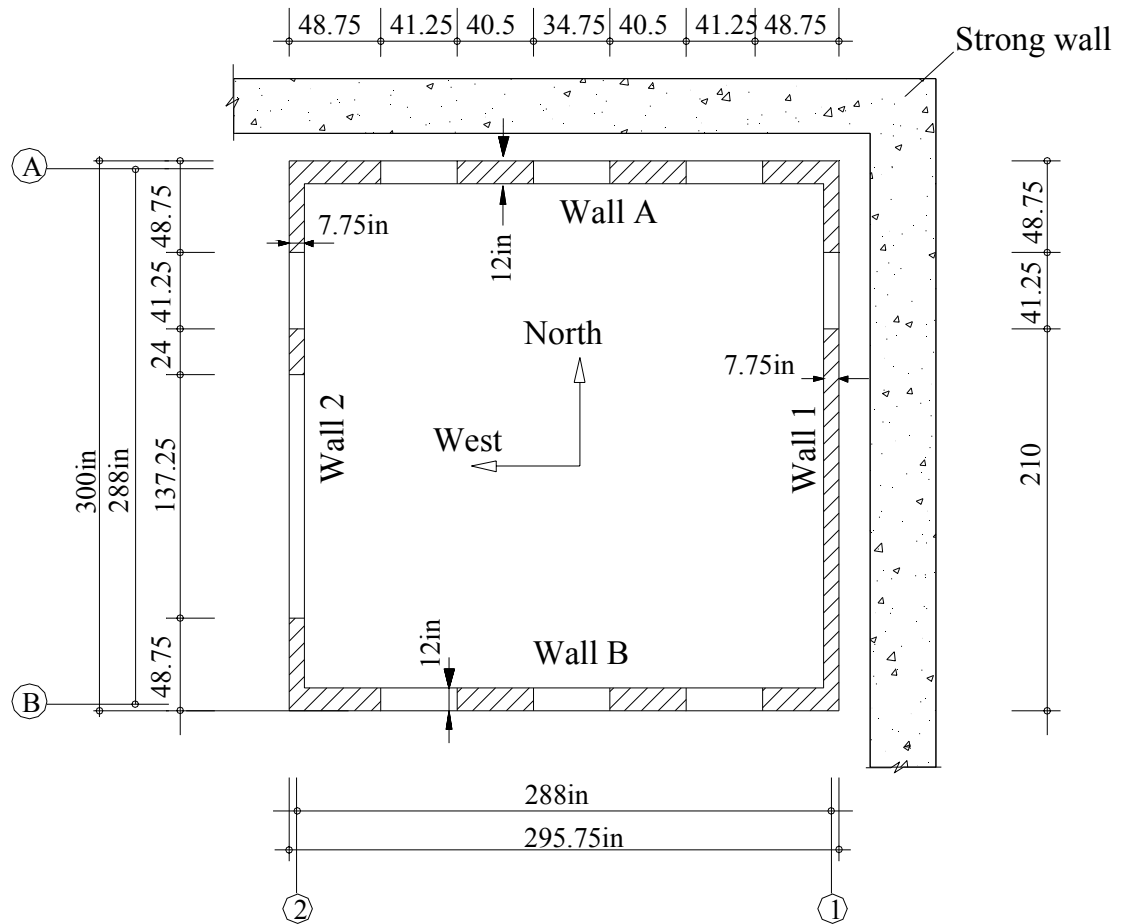 48.75 41.25 40.5 34.75 40.5 41.25 48.75
Strong wall
A
48.75
41.25
24
137.25
48.75
288in
300in
7.75in
12in
Wall A
North
West
Wall 2
7.75in
Wall 1
48.75
41.25
210
12in
Wall B
B
288in
295.75in
2
1